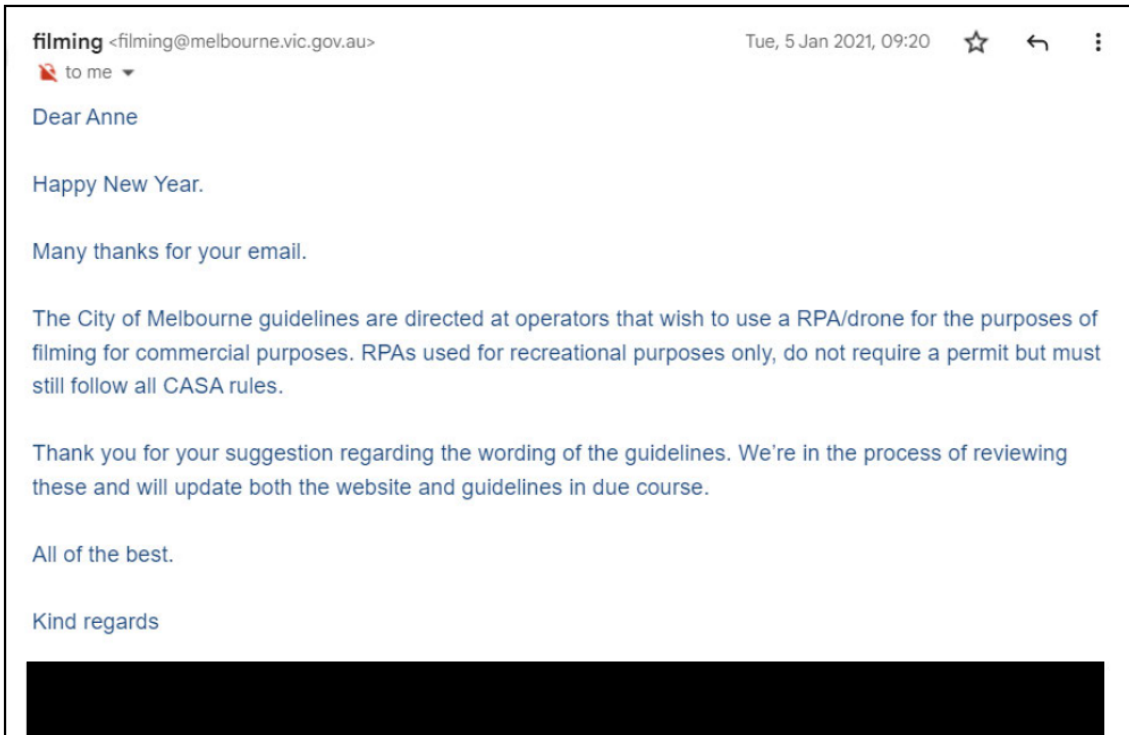 filming <filming@melbourne.vic.gov.au> Tue, 5 Jan 2021, 09:20
to me
Dear Anne
Happy New Year.
Many thanks for your email.
The City of Melbourne guidelines are directed at operators that wish to use a RPA/drone for the purposes of
filming for commercial purposes. RPAs used for recreational purposes only, do not require a permit but must
still follow all CASA rules.
Thank you for your suggestion regarding the wording of the guidelines. We’re in the process of reviewing
these and will update both the website and guidelines in due course.
All of the best.
Kind regards